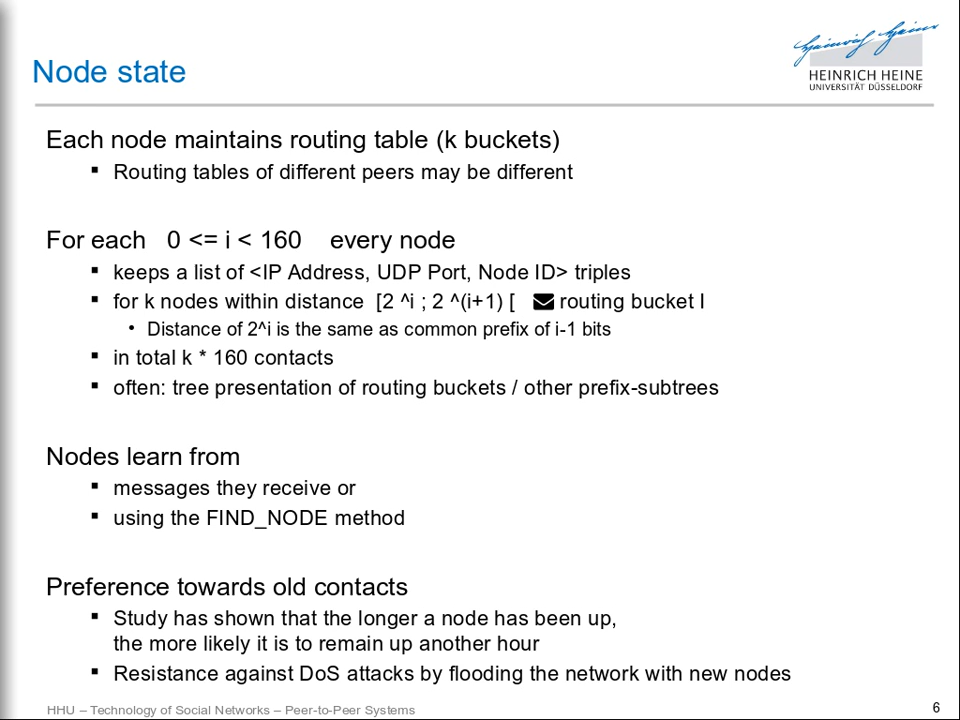 Node state
Heinrich Heine
HEINRICH HEINE
UNIVERSITÄT DÜSSELDORF
Each node maintains routing table (k buckets)
▪ Routing tables of different peers may be different
For each 0 <= i < 160 every node
▪ keeps a list of <IP Address, UDP Port, Node ID> triples
▪ for k nodes within distance [2 ^i ; 2 ^(i+1) [ ✉ routing bucket I
• Distance of 2^i is the same as common prefix of i-1 bits
▪ in total k * 160 contacts
▪ often: tree presentation of routing buckets / other prefix-subtrees
Nodes learn from
▪ messages they receive or
▪ using the FIND_NODE method
Preference towards old contacts
▪ Study has shown that the longer a node has been up,
the more likely it is to remain up another hour
▪ Resistance against DoS attacks by flooding the network with new nodes
HHU – Technology of Social Networks – Peer-to-Peer Systems
6